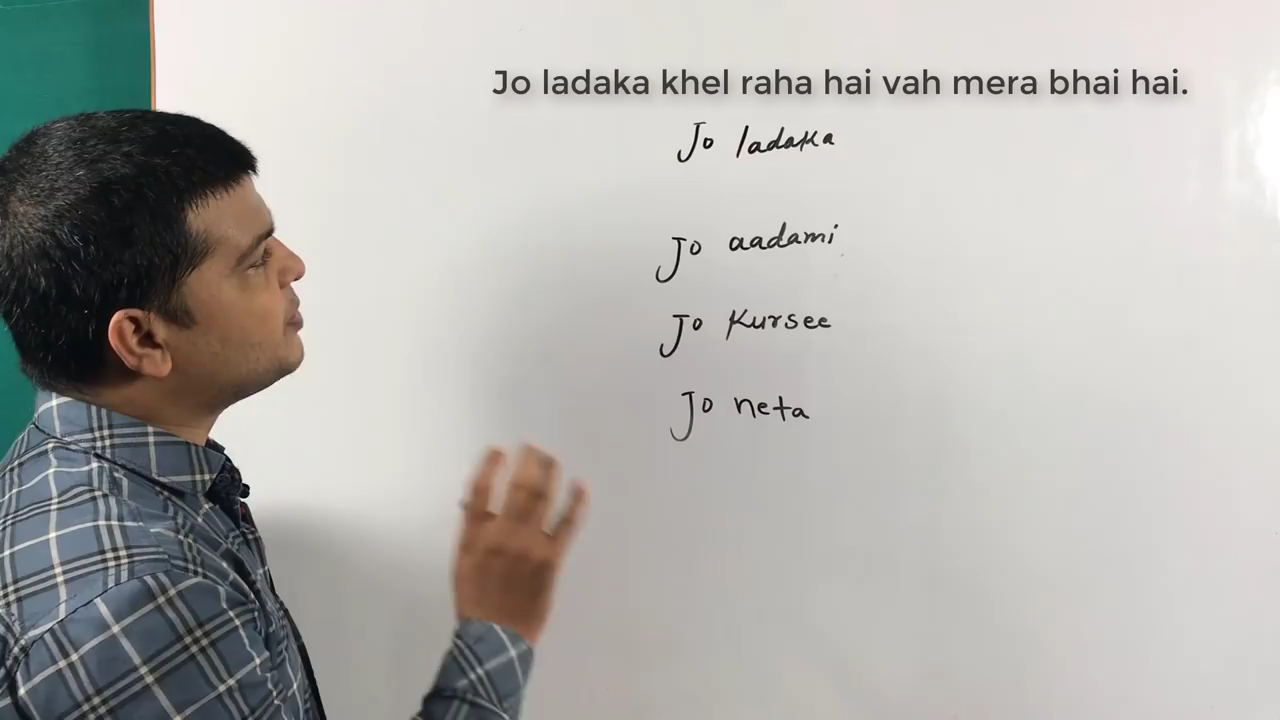 Jo ladaka khel raha hai vah mera bhai hai.
Jo ladaka
Jo aadami
Jo Kursee
Jo neta